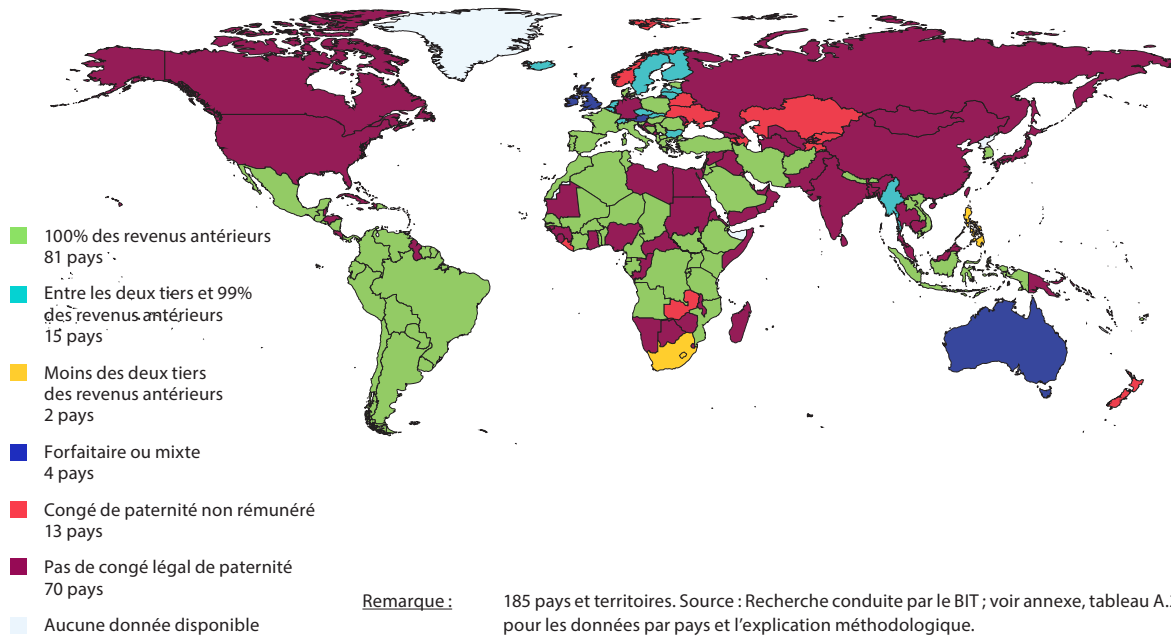 100% des revenus antérieurs
81 pays
Entre les deux tiers et 99%
des revenus antérieurs
15 pays
Moins des deux tiers
des revenus antérieurs
2 pays
Forfaitaire ou mixte
4 pays
Congé de paternité non rémunéré
13 pays
Pas de congé légal de paternité
70 pays
Aucune donnée disponible
Remarque : 185 pays et territoires. Source : Recherche conduite par le BIT ; voir annexe, tableau
pour les données par pays et l'explication méthodologique.